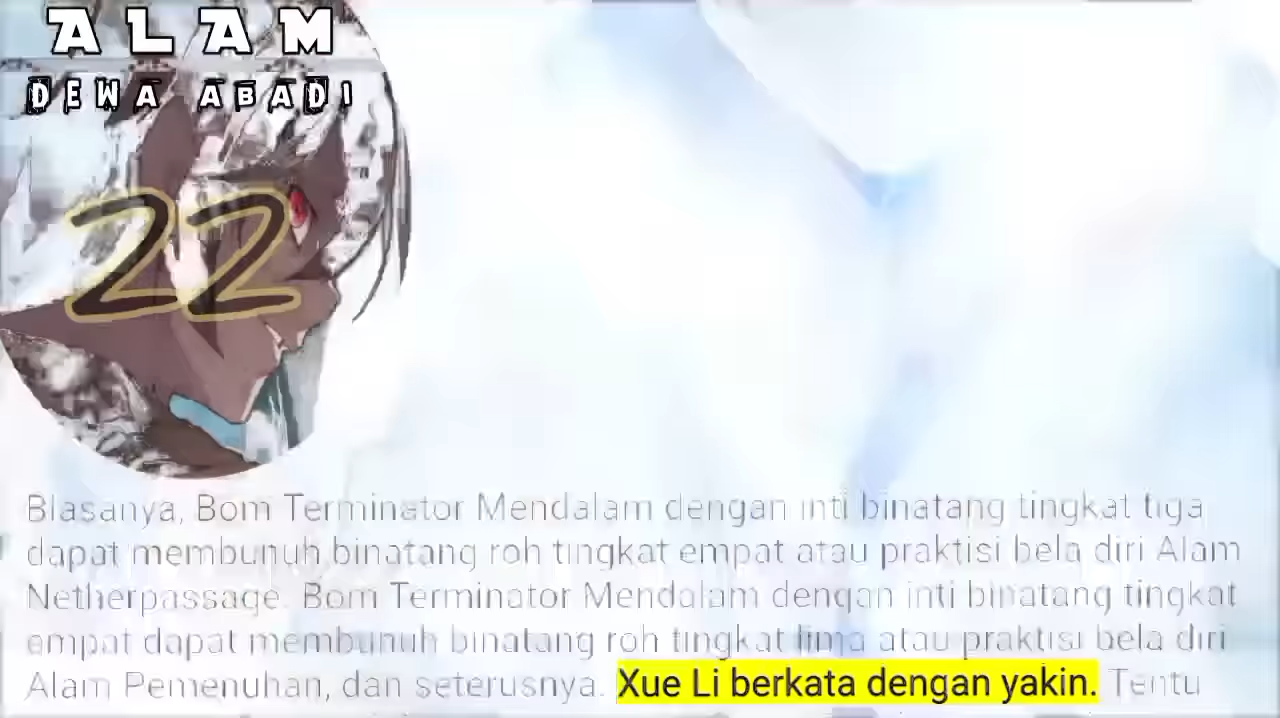 ALAM
DEWA ABADI
22
Biasanya, Bom Terminator Mendalam dengan inti binatang tingkat tiga
dapat membunuh binatang roh tingkat empat atau praktisi bela diri Alam
Netherpassage. Bom Terminator Mendalam dengan inti binatang tingkat
empat dapat membunuh binatang roh tingkat lima atau praktisi bela diri
Alam Pemenuhan, dan seterusnya. Xue Li berkata dengan yakin. Tentu